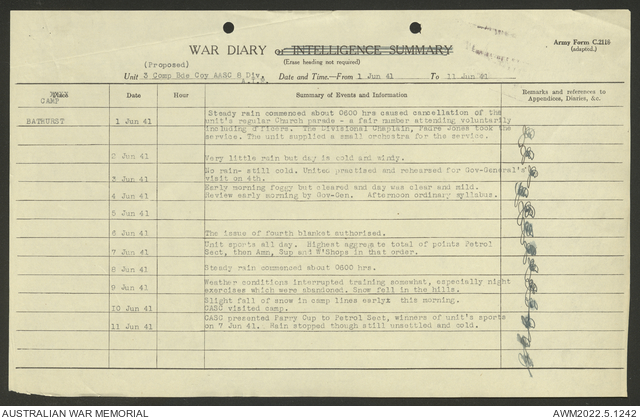 WAR DIARY or INTELLIGENCE SUMMARY
(Erase heading not required)
Army Form C.2118
(adapted.)
(Proposed)
Unit 3 Comp Bde Coy AASC 8 Div. A.I.F. Date and Time.—From 1 Jun 41 To 11 Jun 41
CAMP Date Hour Summary of Events and Information Remarks and references to Appendices, Diaries, &c.
BATHURST 1 Jun 41 Steady rain commenced about 0600 hrs caused cancellation of the
unit's regular Church parade - a fair number attending voluntarily
including officers. The Divisional Chaplain, Padre Jones took the
service. The unit supplied a small orchestra for the service.
2 Jun 41 Very little rain but day is cold and windy.
3 Jun 41 No rain- still cold. United practised and rehearsed for Gov-General's
visit on 4th.
4 Jun 41 Early morning foggy but cleared and day was clear and mild.
Review early morning by Gov-Gen. Afternoon ordinary syllabus.
5 Jun 41
6 Jun 41 The issue of fourth blanket authorised.
7 Jun 41 Unit sports all day. Highest aggregate total of points Petrol
Sect, then Amn, Sup and W'Shops in that order.
8 Jun 41 Steady rain commenced about 0600 hrs.
9 Jun 41 Weather conditions interrupted training somewhat, especially night
exercises which were abandoned. Snow fell in the hills.
10 Jun 41 Slight fall of snow in camp lines earlyx this morning.
CASC visited camp.
11 Jun 41 CASC presented Parry Cup to Petrol Sect, winners of unit's sports
on 7 Jun 41. Rain stopped though still unsettled and cold.
AUSTRALIAN WAR MEMORIAL
AWM2022.5.1242